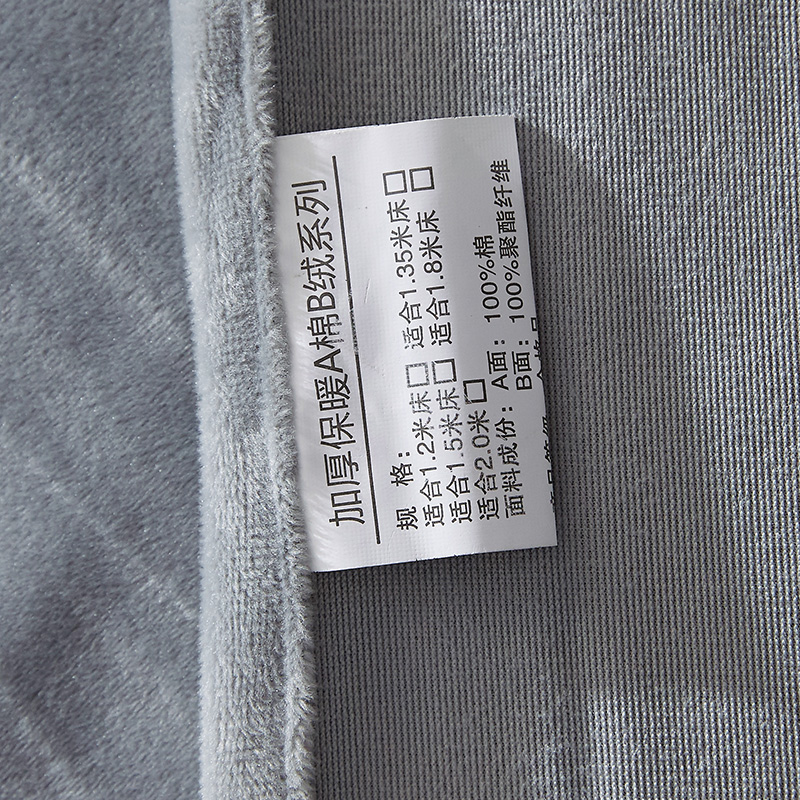 加厚保暖A棉B绒系列
规 格：
适合1.2米床□ 适合1.35米床□
适合1.5米床□ 适合1.8米床□
适合2.0米□
面料成份： A面：100%棉
B面：100%聚酯纤维